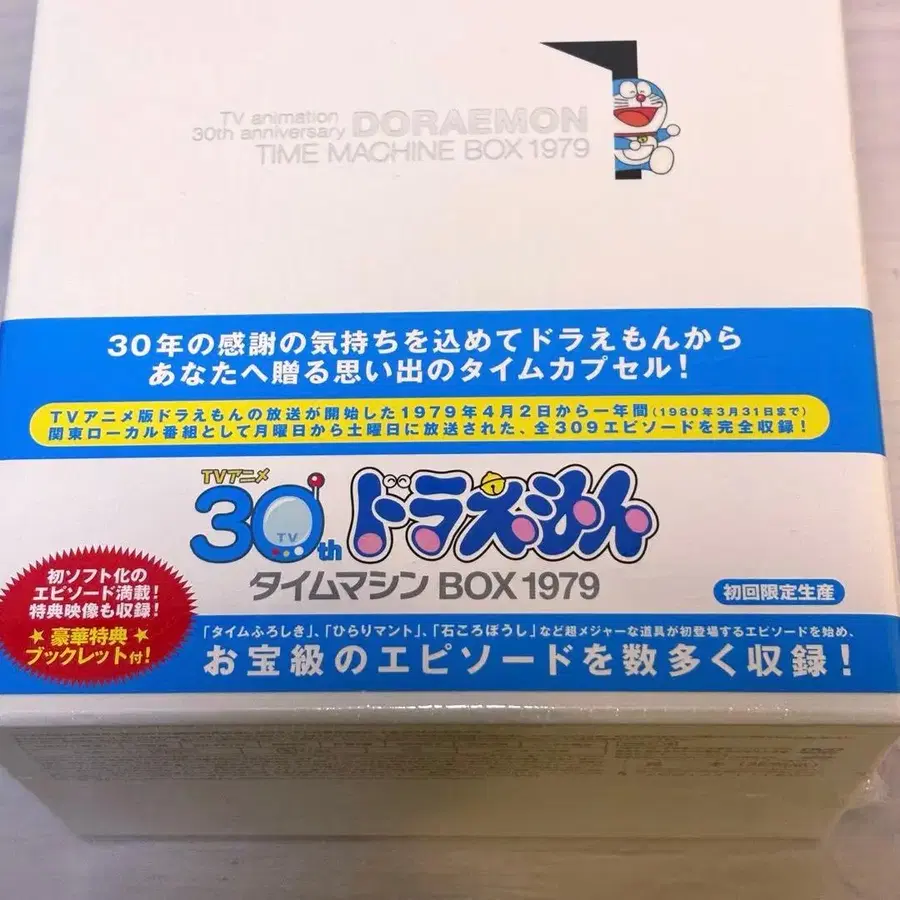 TV animation
30th anniversary DORAEMON
TIME MACHINE BOX 1979
30年の感謝の気持ちを込めてドラえもんから
あなたへ贈る思い出のタイムカプセル!
TVアニメ版ドラえもんの放送が開始した1979年4月2日から一年間(1980年3月31日まで)
関東ローカル番組として月曜日から土曜日に放送された、全309エピソードを完全収録!
TVアニメ
30th ドラえもん
TV
タイムマシン BOX 1979
初回限定生産
初ソフト化の
エピソード満載!
特典映像も収録!
★豪華特典★
ブックレット付!
「タイムふろしき」、「ひらりマント」、「石ころぼうし」など超メジャーな道具が初登場するエピソードを始め、
お宝級のエピソードを数多く収録!